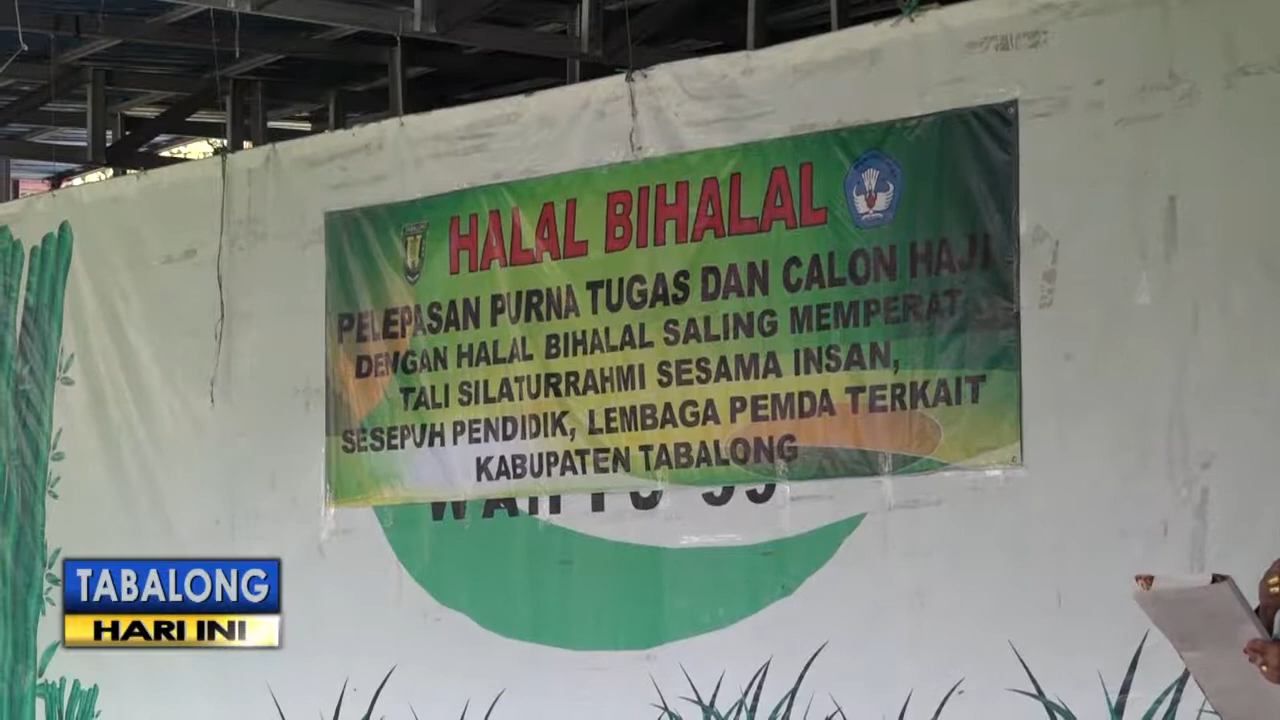 HALAL BIHALAL
PELEPASAN PURNA TUGAS DAN CALON HAJI
DENGAN HALAL BIHALAL SALING MEMPERAT
TALI SILATURRAHMI SESAMA INSAN,
SESEPUH PENDIDIK, LEMBAGA PEMDA TERKAIT
KABUPATEN TABALONG
TABALONG
HARI INI